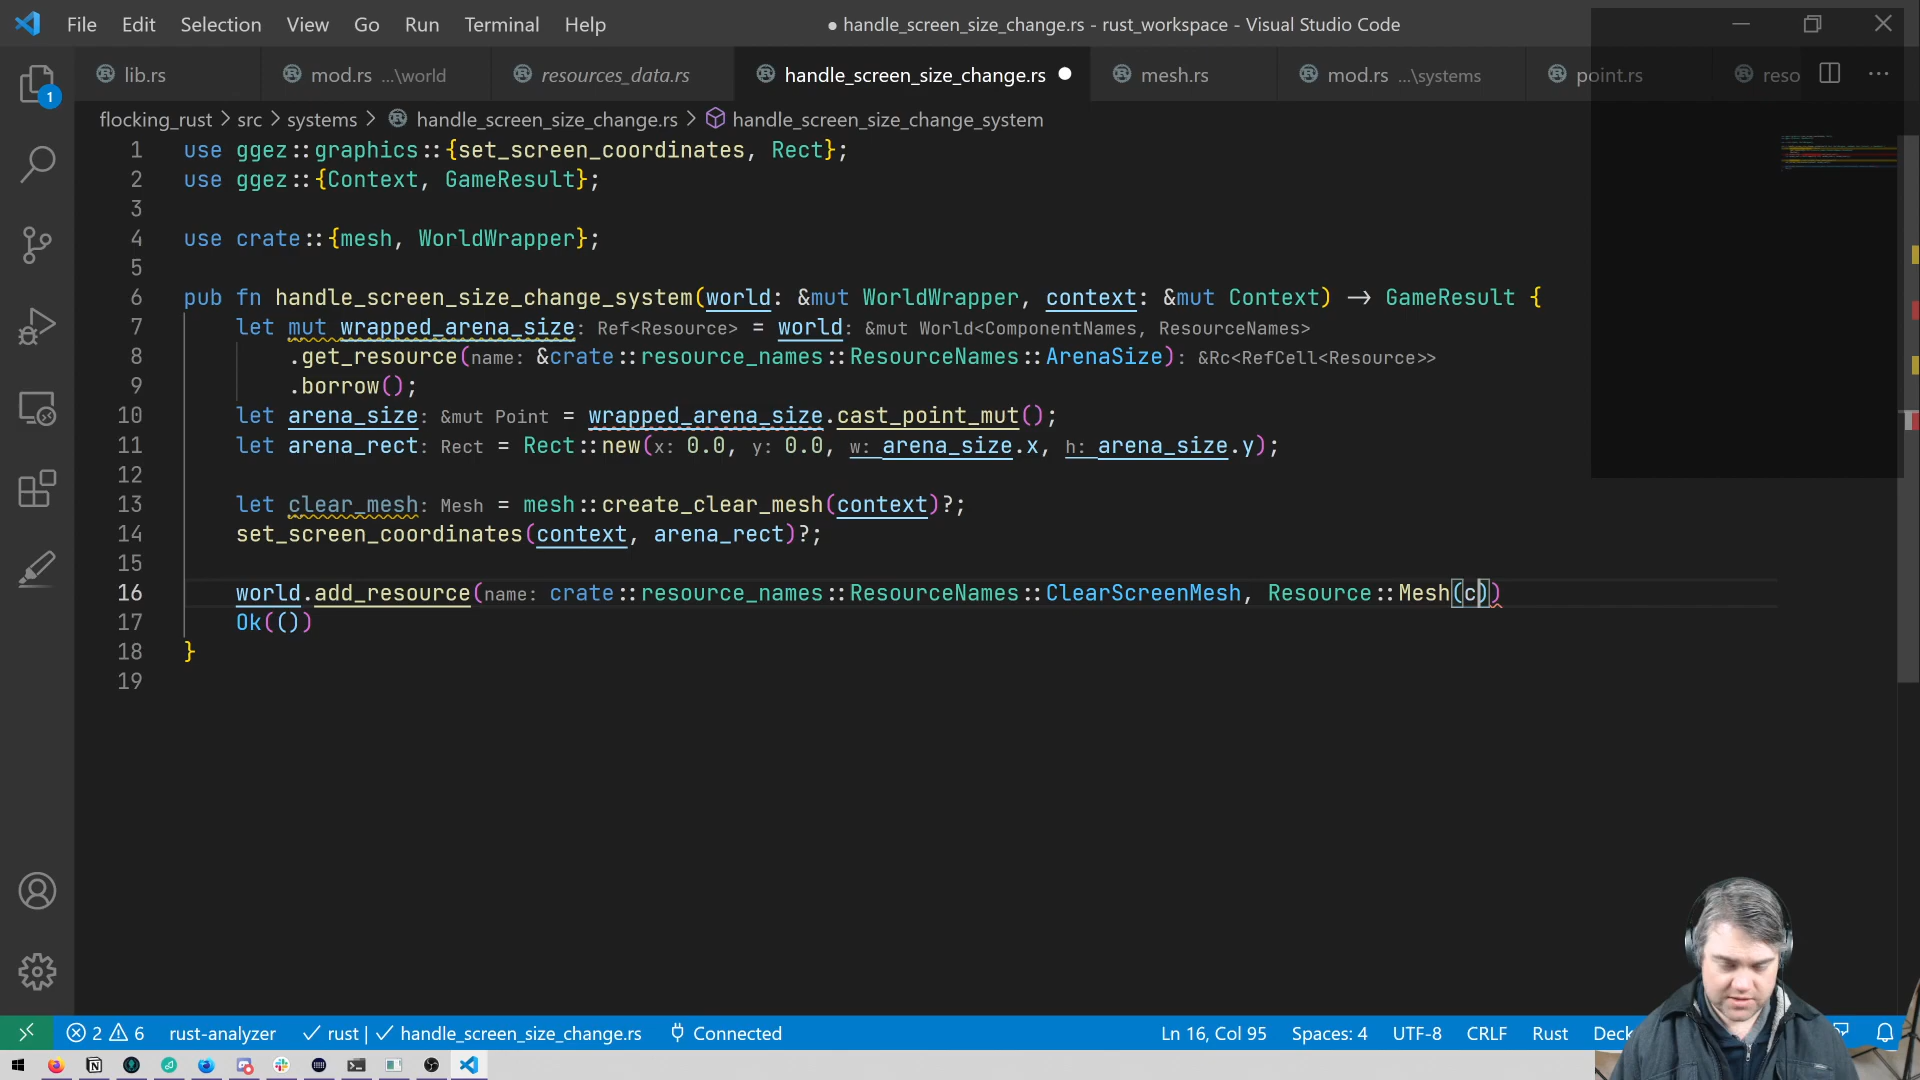 File Edit Selection View Go Run Terminal Help ● handle_screen_size_change.rs - rust_workspace - Visual Studio Code
lib.rs mod.rs ...\world resources_data.rs handle_screen_size_change.rs mesh.rs mod.rs ...\systems point.rs reso
1
flocking_rust > src > systems > handle_screen_size_change.rs > handle_screen_size_change_system
1 use ggez::graphics::{set_screen_coordinates, Rect};
2 use ggez::{Context, GameResult};
3
4 use crate::{mesh, WorldWrapper};
5
6 pub fn handle_screen_size_change_system(world: &mut WorldWrapper, context: &mut Context) -> GameResult {
7 let mut wrapped_arena_size: Ref<Resource> = world: &mut World<ComponentNames, ResourceNames>
8 .get_resource(name: &crate::resource_names::ResourceNames::ArenaSize): &Rc<RefCell<Resource>>
9 .borrow();
10 let arena_size: &mut Point = wrapped_arena_size.cast_point_mut();
11 let arena_rect: Rect = Rect::new(x: 0.0, y: 0.0, w: arena_size.x, h: arena_size.y);
12
13 let clear_mesh: Mesh = mesh::create_clear_mesh(context)?;
14 set_screen_coordinates(context, arena_rect)?;
15
16 world.add_resource(name: crate::resource_names::ResourceNames::ClearScreenMesh, Resource::Mesh(c))
17 Ok(())
18 }
19
2 6 rust-analyzer ✓ rust | ✓ handle_screen_size_change.rs Connected Ln 16, Col 95 Spaces: 4 UTF-8 CRLF Rust Deck